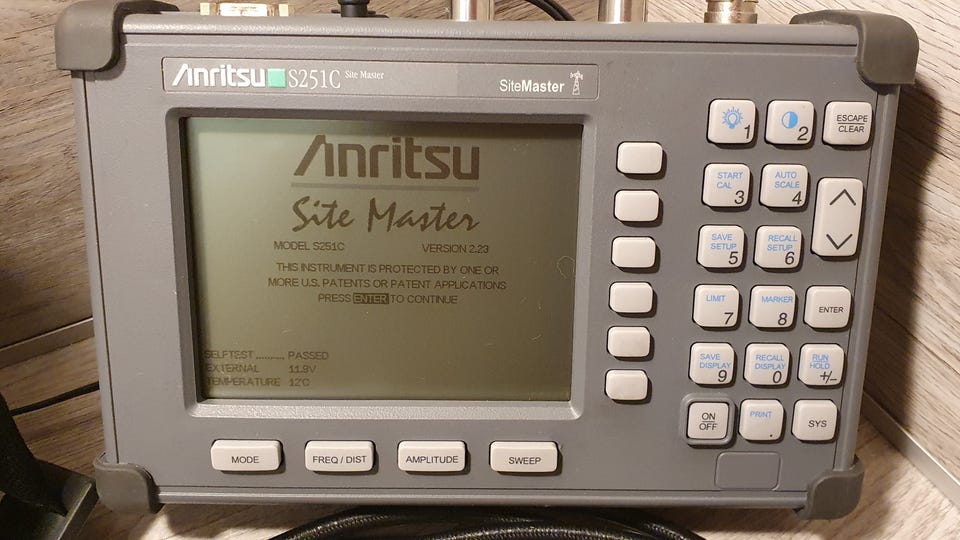 Anritsu S251C Site Master
SiteMaster
Anritsu
Site Master
MODEL S251C VERSION 2.23
THIS INSTRUMENT IS PROTECTED BY ONE OR
MORE U.S. PATENTS OR PATENT APPLICATIONS
PRESS ENTER TO CONTINUE
SELFTEST .......... PASSED
EXTERNAL 11.8V
TEMPERATURE 12°C
1
2
ESCAPE
CLEAR
START
CAL
3
AUTO
SCALE
4
SAVE
SETUP
5
RECALL
SETUP
6
LIMIT
7
MARKER
8
ENTER
SAVE
DISPLAY
9
RECALL
DISPLAY
0
RUN
HOLD
+/-
ON
OFF
PRINT
.
SYS
MODE
FREQ / DIST
AMPLITUDE
SWEEP